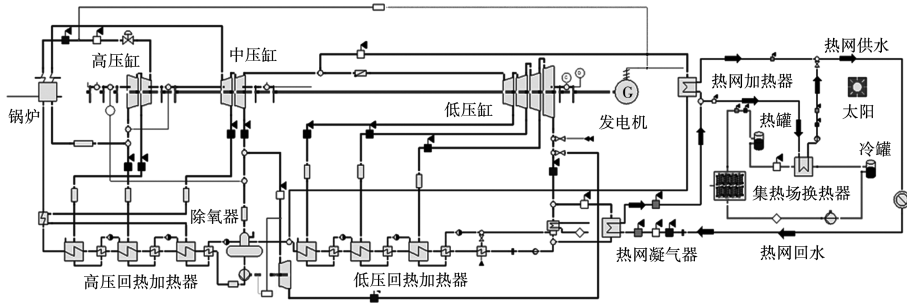 高压缸
中压缸
热网供水
热网加热器
太阳
锅炉
低压缸
G
发电机
热罐
冷罐
集热场换热器
除氧器
热网凝气器
热网回水
高压回热加热器
低压回热加热器